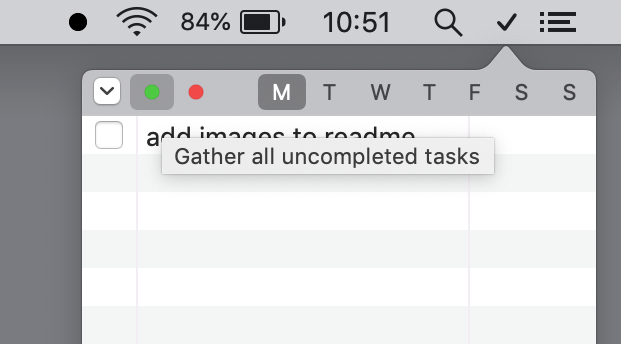 84% 10:51
M T W T F S S
add images to readme
Gather all uncompleted tasks